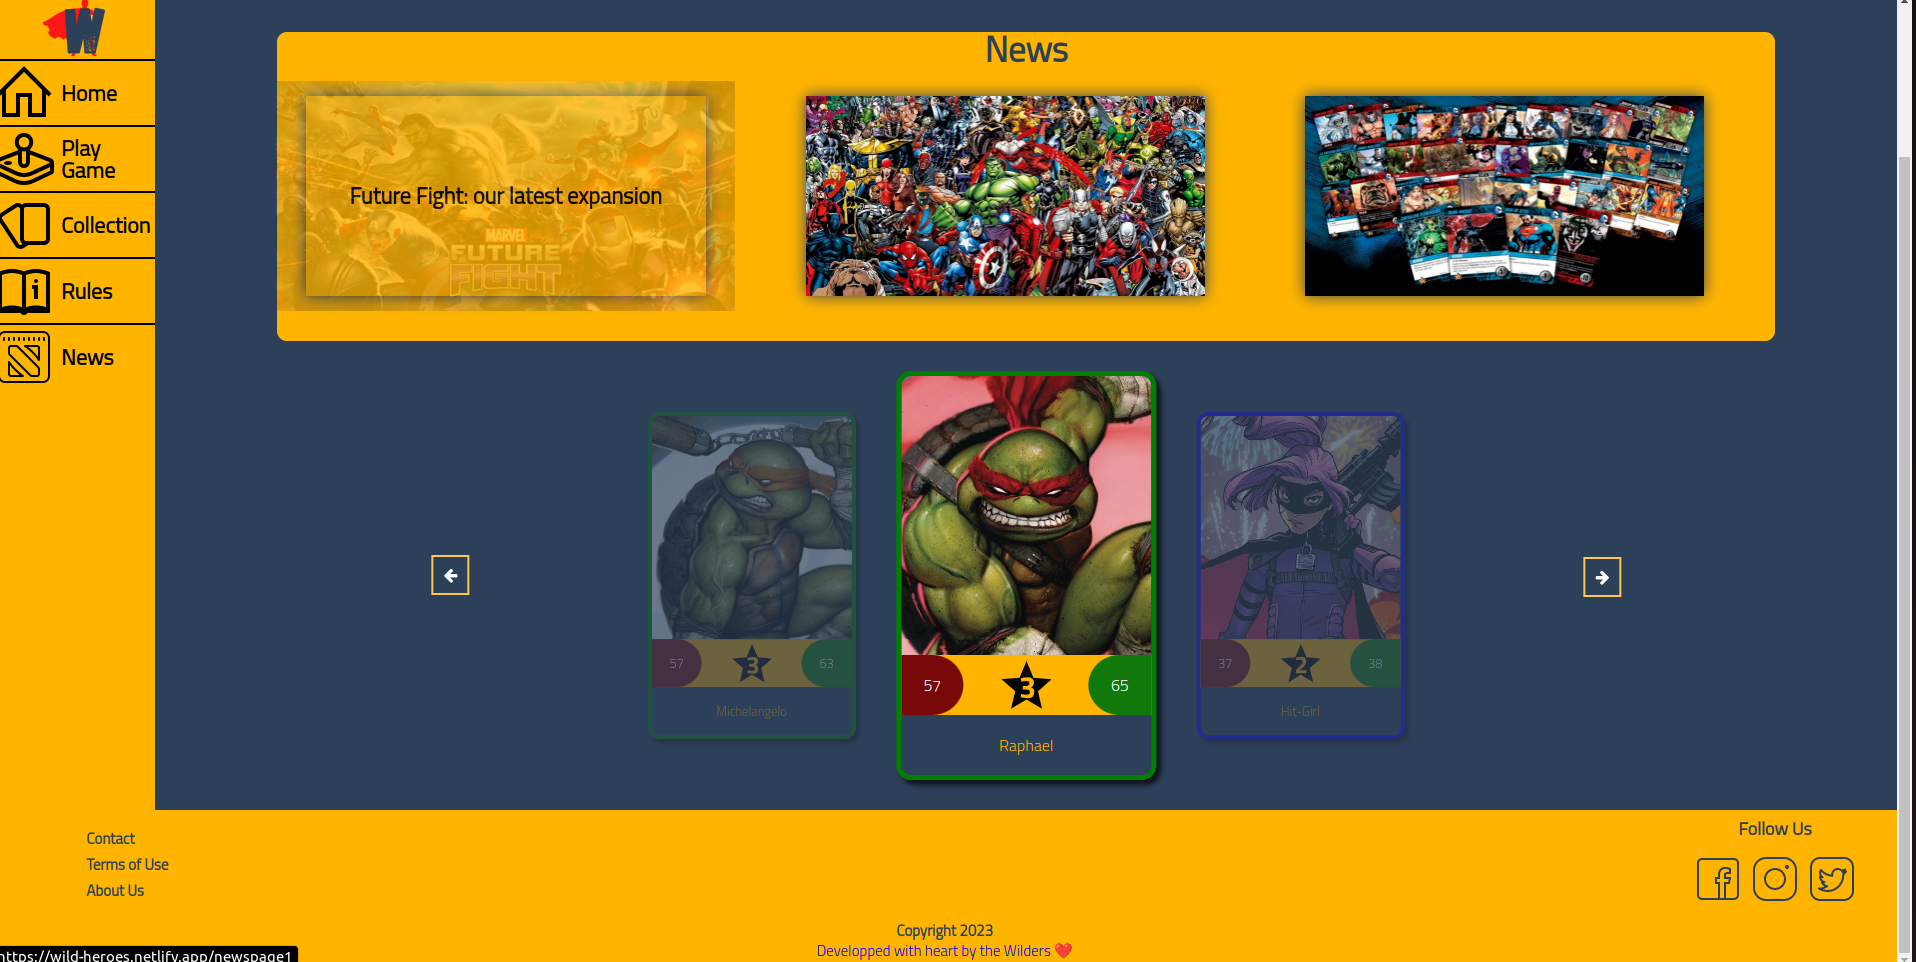 W
Home
Play
Game
Collection
Rules
News
News
Future Fight: our latest expansion
MARVEL
FUTURE
FIGHT
57
3
63
Michelangelo
57
3
65
Raphael
37
2
38
Hit-Girl
Contact
Terms of Use
About Us
Follow Us
Copyright 2023
Developped with heart by the Wilders ❤️
https://wild-heroes.netlify.app/newspage1